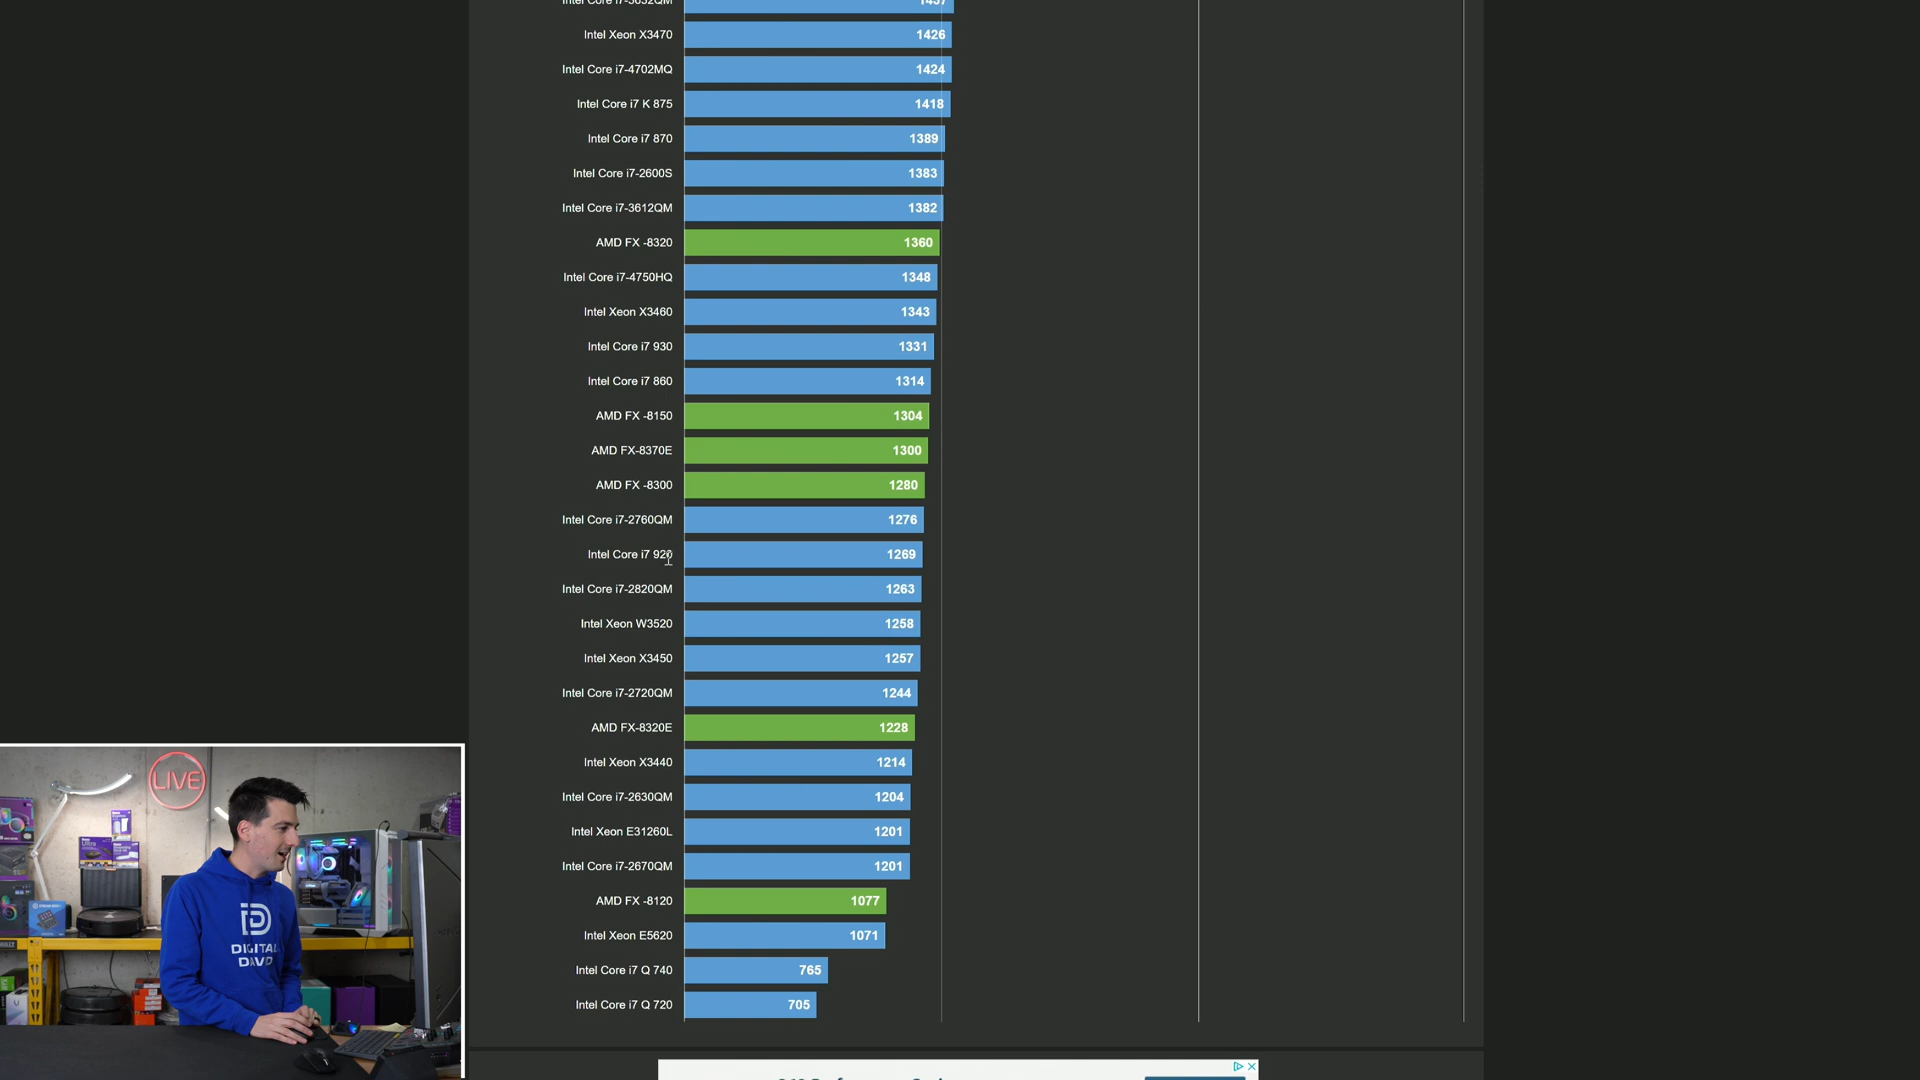 Intel Core i7-3632QM 1437
Intel Xeon X3470 1426
Intel Core i7-4702MQ 1424
Intel Core i7 K 875 1418
Intel Core i7 870 1389
Intel Core i7-2600S 1383
Intel Core i7-3612QM 1382
AMD FX -8320 1360
Intel Core i7-4750HQ 1348
Intel Xeon X3460 1343
Intel Core i7 930 1331
Intel Core i7 860 1314
AMD FX -8150 1304
AMD FX-8370E 1300
AMD FX -8300 1280
Intel Core i7-2760QM 1276
Intel Core i7 920 1269
Intel Core i7-2820QM 1263
Intel Xeon W3520 1258
Intel Xeon X3450 1257
Intel Core i7-2720QM 1244
AMD FX-8320E 1228
Intel Xeon X3440 1214
Intel Core i7-2630QM 1204
Intel Xeon E31260L 1201
Intel Core i7-2670QM 1201
AMD FX -8120 1077
Intel Xeon E5620 1071
Intel Core i7 Q 740 765
Intel Core i7 Q 720 705
LIVE
DIGITAL
DAVD